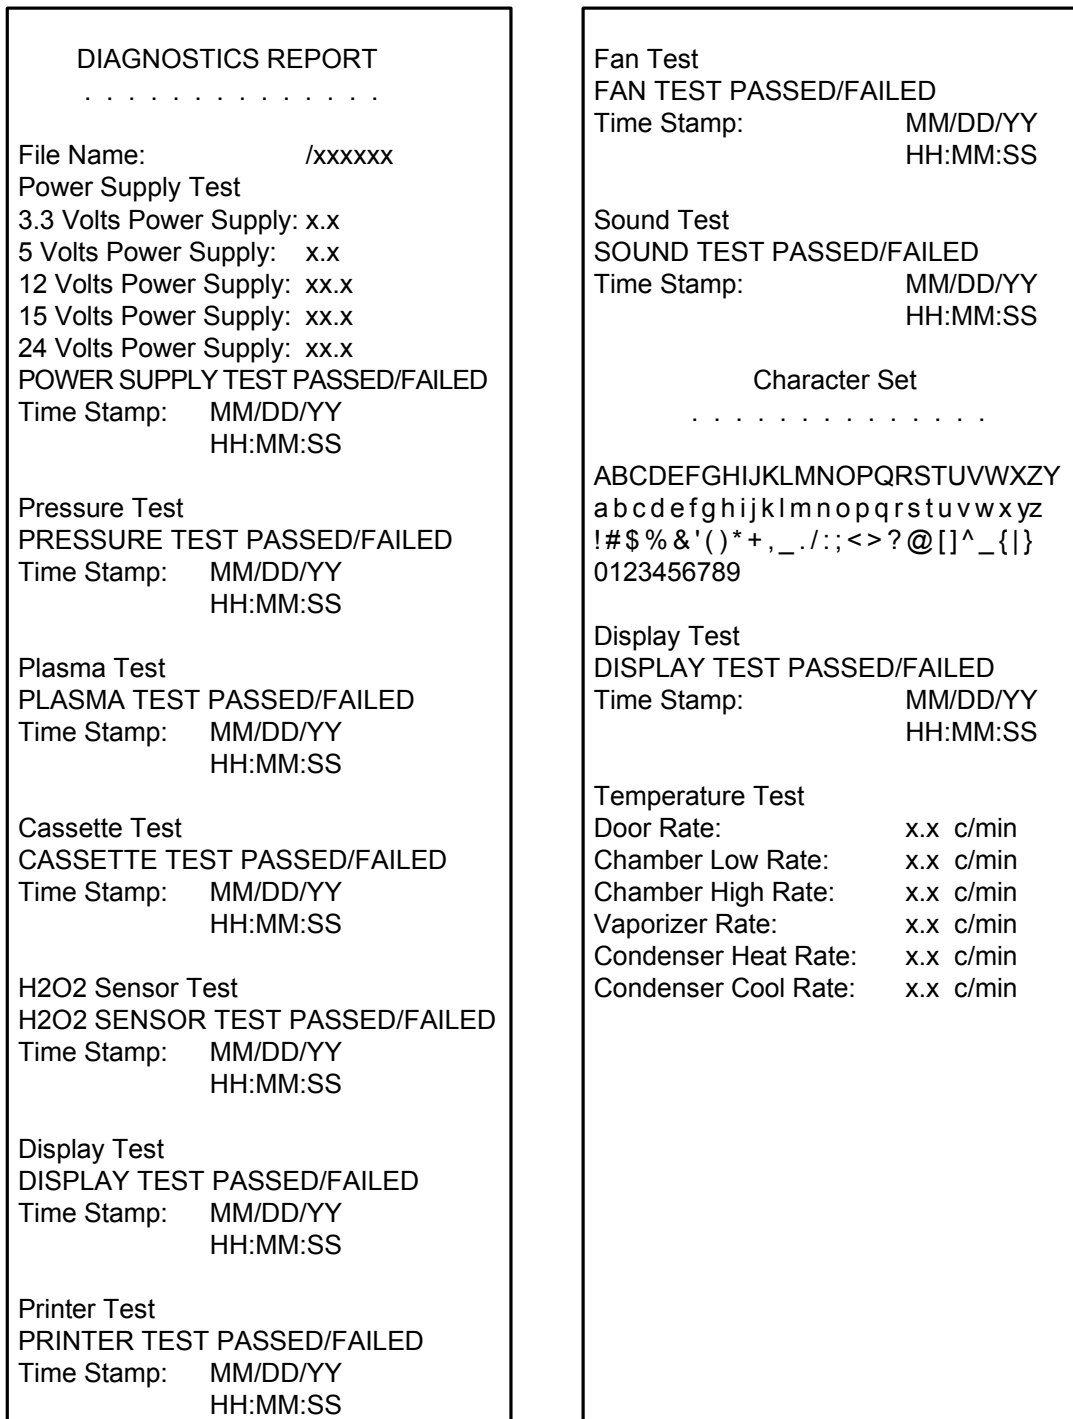 DIAGNOSTICS REPORT
. . . . . . . . . . . . . .
File Name: /xxxxxx
Power Supply Test
3.3 Volts Power Supply: x.x
5 Volts Power Supply: x.x
12 Volts Power Supply: xx.x
15 Volts Power Supply: xx.x
24 Volts Power Supply: xx.x
POWER SUPPLY TEST PASSED/FAILED
Time Stamp: MM/DD/YY
HH:MM:SS
Pressure Test
PRESSURE TEST PASSED/FAILED
Time Stamp: MM/DD/YY
HH:MM:SS
Plasma Test
PLASMA TEST PASSED/FAILED
Time Stamp: MM/DD/YY
HH:MM:SS
Cassette Test
CASSETTE TEST PASSED/FAILED
Time Stamp: MM/DD/YY
HH:MM:SS
H2O2 Sensor Test
H2O2 SENSOR TEST PASSED/FAILED
Time Stamp: MM/DD/YY
HH:MM:SS
Display Test
DISPLAY TEST PASSED/FAILED
Time Stamp: MM/DD/YY
HH:MM:SS
Printer Test
PRINTER TEST PASSED/FAILED
Time Stamp: MM/DD/YY
HH:MM:SS
Fan Test
FAN TEST PASSED/FAILED
Time Stamp: MM/DD/YY
HH:MM:SS
Sound Test
SOUND TEST PASSED/FAILED
Time Stamp: MM/DD/YY
HH:MM:SS
Character Set
. . . . . . . . . . . . . .
ABCDEFGHIJKLMNOPQRSTUVWXZY
a b c d e f g h i j k l m n o p q r s t u v w x yz
! # $ % & ' ( ) * + , _ . / : ; < > ? @ [ ] ^ _ { | }
0123456789
Display Test
DISPLAY TEST PASSED/FAILED
Time Stamp: MM/DD/YY
HH:MM:SS
Temperature Test
Door Rate: x.x c/min
Chamber Low Rate: x.x c/min
Chamber High Rate: x.x c/min
Vaporizer Rate: x.x c/min
Condenser Heat Rate: x.x c/min
Condenser Cool Rate: x.x c/min